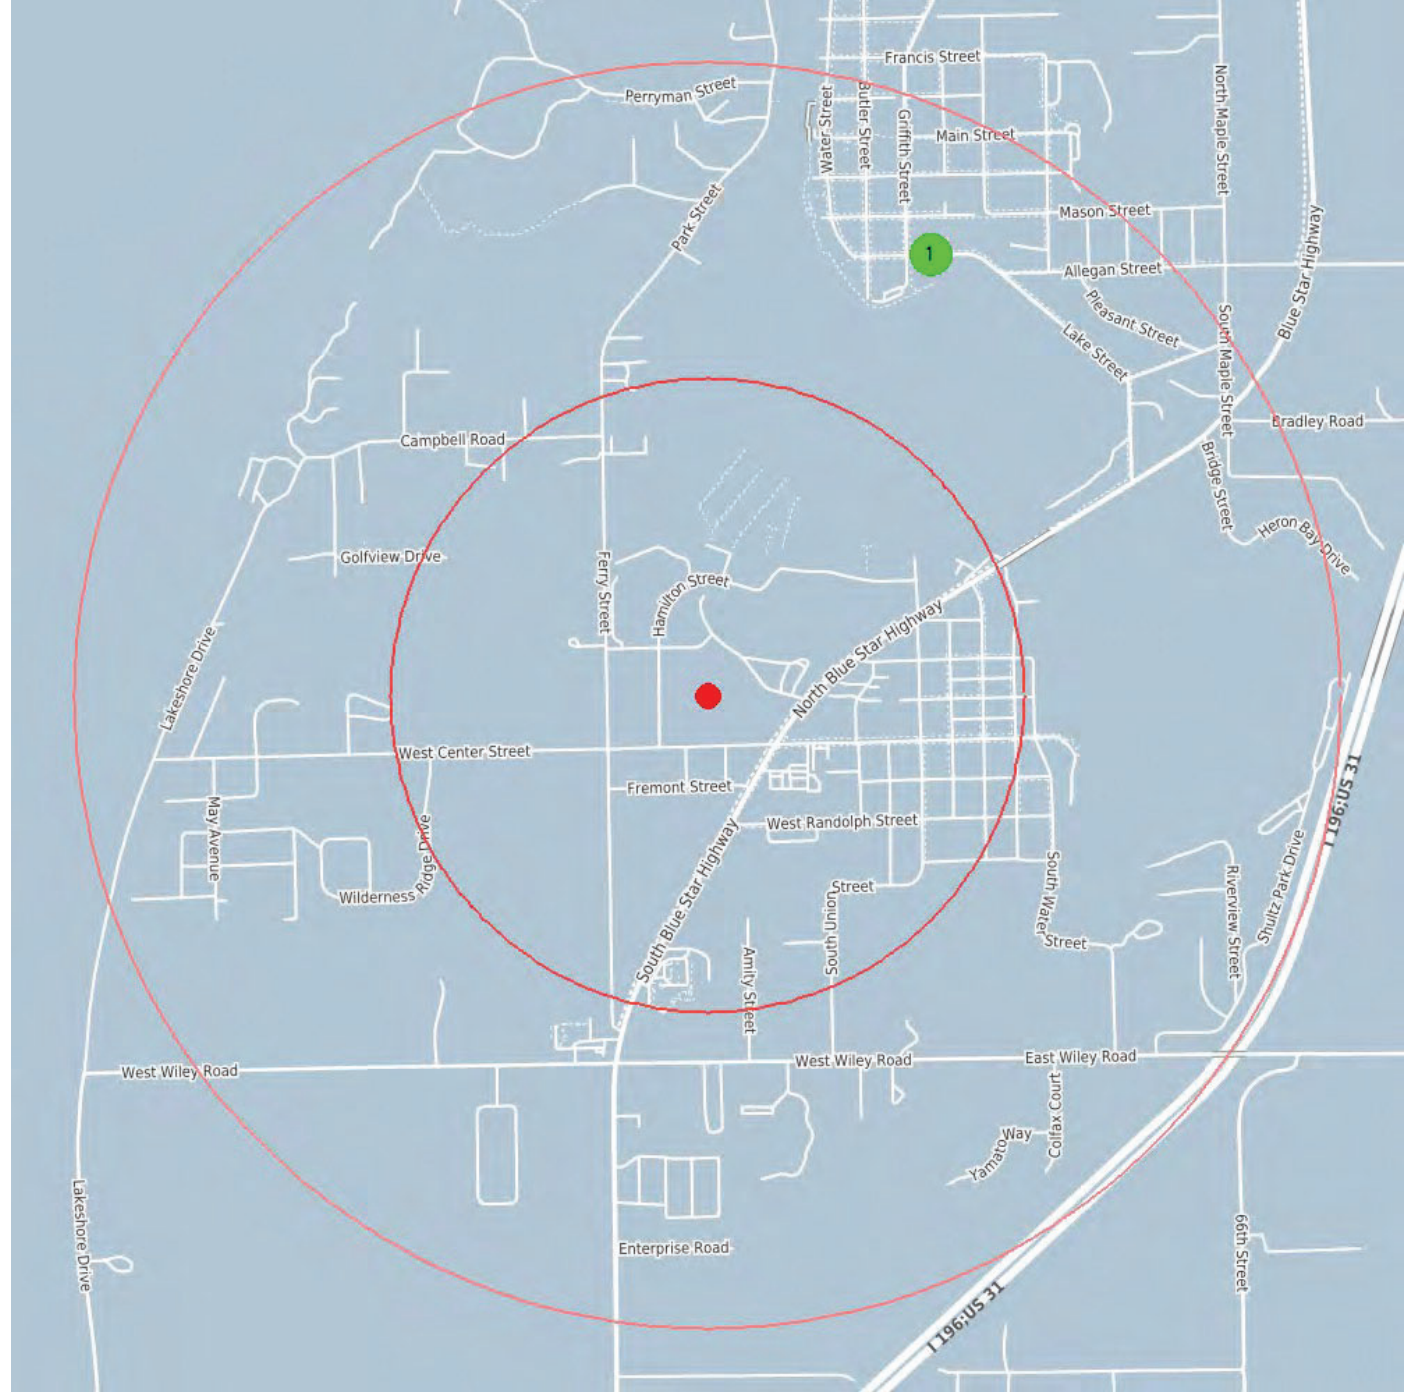 Francis Street
Perryman Street
North Maple Street
Water Street
Butler Street
Griffith Street
Main Street
Park Street
Mason Street
1
Allegan Street
Blue Star Highway
Pleasant Street
South Maple Street
Lake Street
Bradley Road
Campbell Road
Bridge Street
Heron Bay Drive
Golfview Drive
Ferry Street
Hamilton Street
North Blue Star Highway
Lakeshore Drive
West Center Street
I 196;US 31
Fremont Street
May Avenue
West Randolph Street
Wilderness Ridge Drive
South Blue Star Highway
South Union Street
South Water Street
Riverview Street
Shultz Park Drive
Amity Street
West Wiley Road
West Wiley Road
East Wiley Road
Colfax Court
Yamato Way
Lakeshore Drive
66th Street
Enterprise Road
I 196;US 31